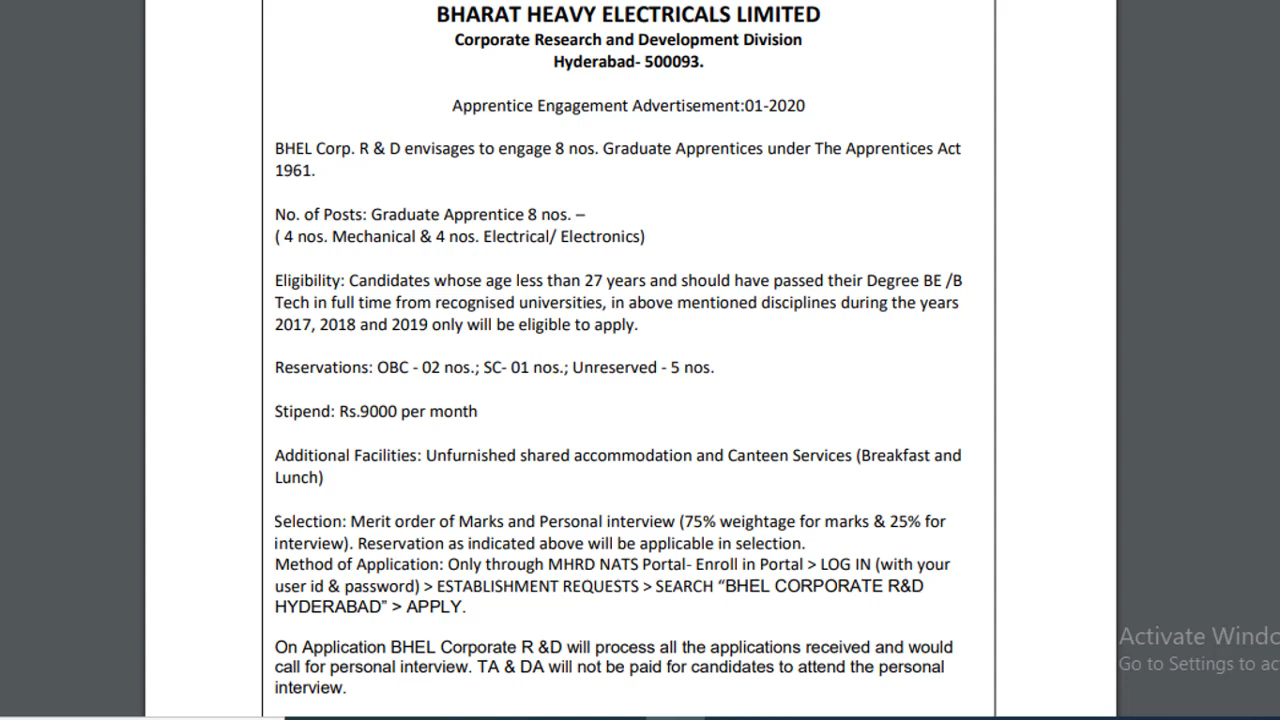 BHARAT HEAVY ELECTRICALS LIMITED
Corporate Research and Development Division
Hyderabad- 500093.
Apprentice Engagement Advertisement:01-2020
BHEL Corp. R & D envisages to engage 8 nos. Graduate Apprentices under The Apprentices Act
1961.
No. of Posts: Graduate Apprentice 8 nos. –
( 4 nos. Mechanical & 4 nos. Electrical/ Electronics)
Eligibility: Candidates whose age less than 27 years and should have passed their Degree BE /B
Tech in full time from recognised universities, in above mentioned disciplines during the years
2017, 2018 and 2019 only will be eligible to apply.
Reservations: OBC - 02 nos.; SC- 01 nos.; Unreserved - 5 nos.
Stipend: Rs.9000 per month
Additional Facilities: Unfurnished shared accommodation and Canteen Services (Breakfast and
Lunch)
Selection: Merit order of Marks and Personal interview (75% weightage for marks & 25% for
interview). Reservation as indicated above will be applicable in selection.
Method of Application: Only through MHRD NATS Portal- Enroll in Portal > LOG IN (with your
user id & password) > ESTABLISHMENT REQUESTS > SEARCH “BHEL CORPORATE R&D
HYDERABAD” > APPLY.
On Application BHEL Corporate R &D will process all the applications received and would
call for personal interview. TA & DA will not be paid for candidates to attend the personal
interview.
Activate Windo
Go to Settings to ac